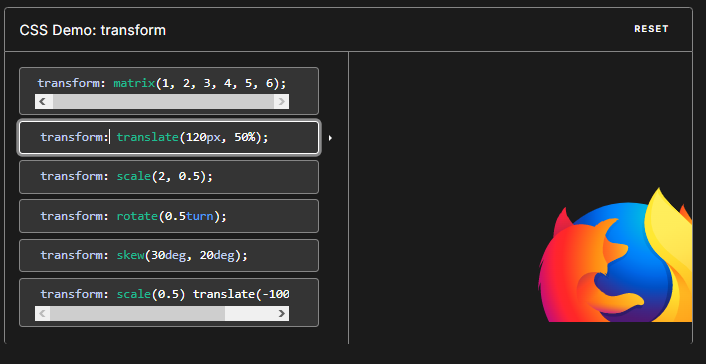 CSS Demo: transform
RESET
transform: matrix(1, 2, 3, 4, 5, 6);
transform: translate(120px, 50%);
transform: scale(2, 0.5);
transform: rotate(0.5turn);
transform: skew(30deg, 20deg);
transform: scale(0.5) translate(-100